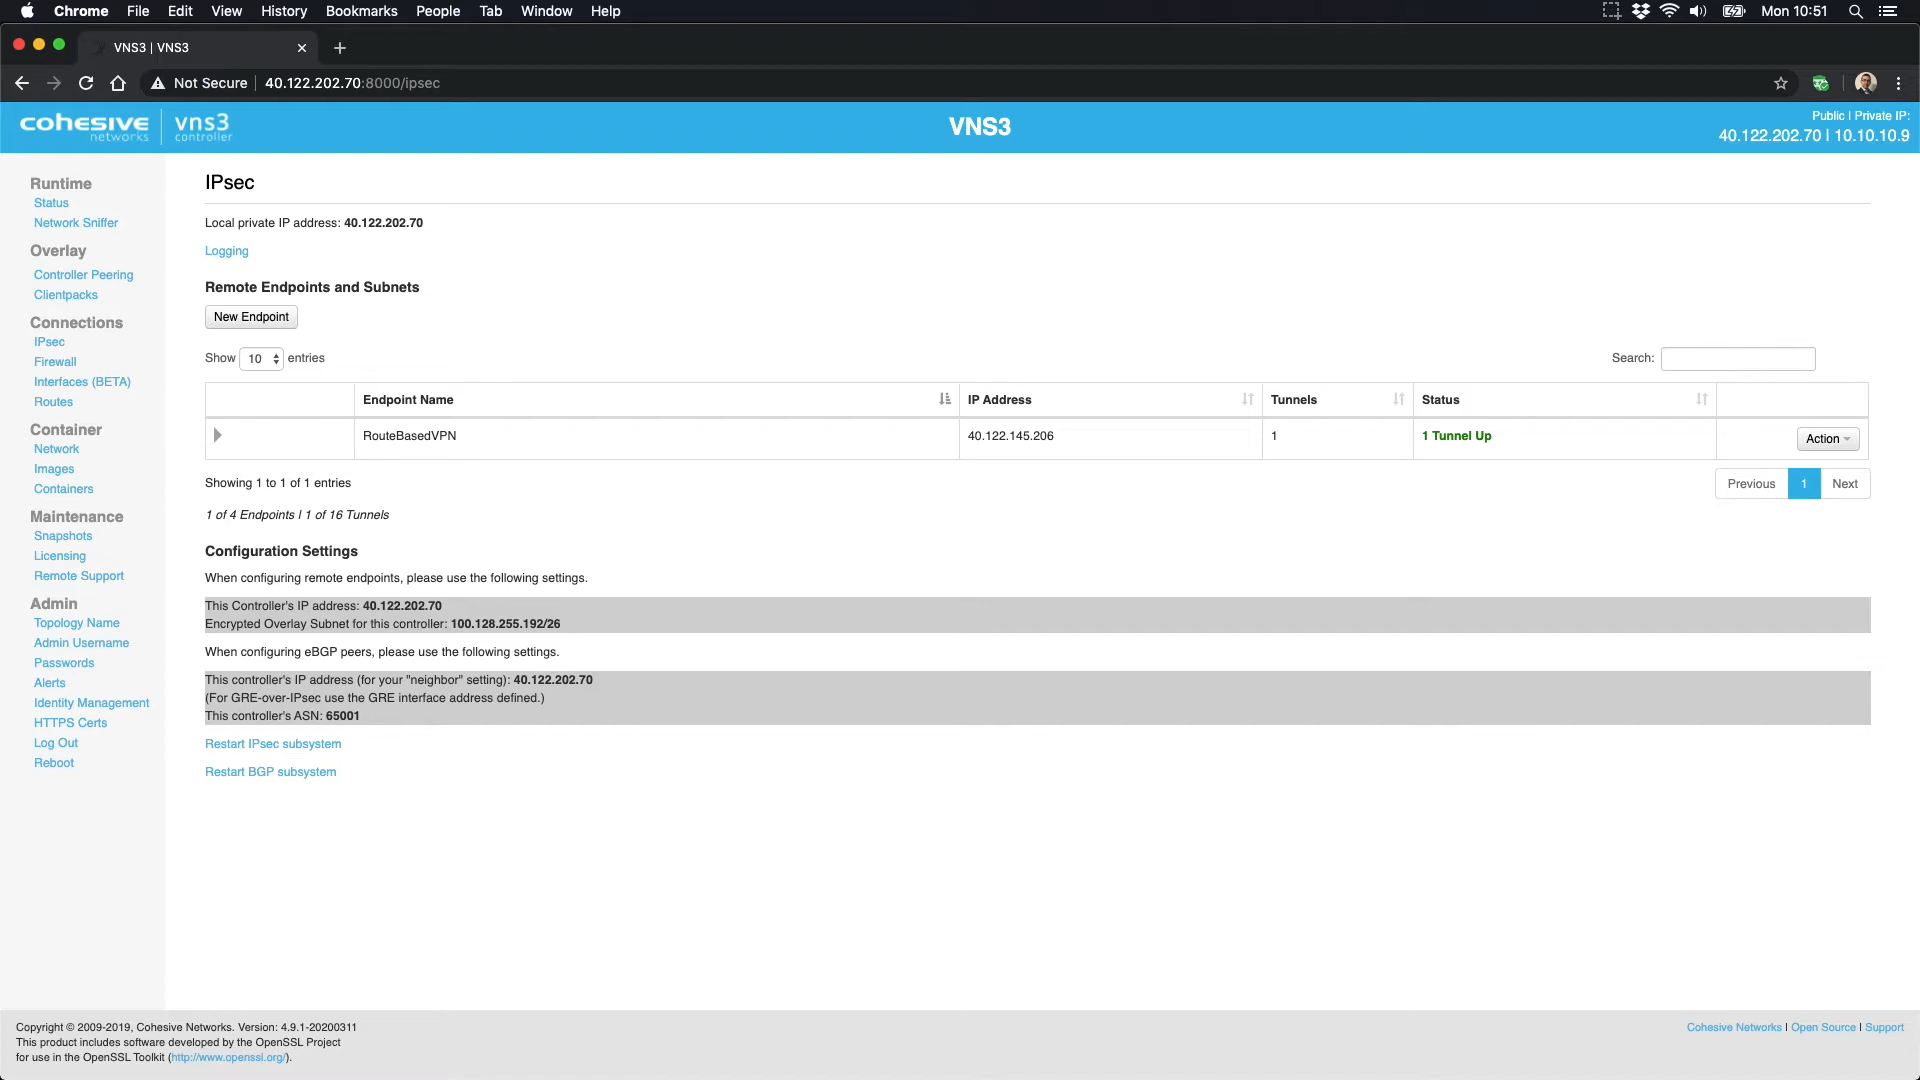 Chrome File Edit View History Bookmarks People Tab Window Help Mon 10:51
VNS3 | VNS3
Not Secure 40.122.202.70:8000/ipsec
cohesive networks vns3 controller
VNS3
Public | Private IP:
40.122.202.70 | 10.10.10.9
Runtime
Status
Network Sniffer
Overlay
Controller Peering
Clientpacks
Connections
IPsec
Firewall
Interfaces (BETA)
Routes
Container
Network
Images
Containers
Maintenance
Snapshots
Licensing
Remote Support
Admin
Topology Name
Admin Username
Passwords
Alerts
Identity Management
HTTPS Certs
Log Out
Reboot
IPsec
Local private IP address: 40.122.202.70
Logging
Remote Endpoints and Subnets
New Endpoint
Show 10 entries Search:
Endpoint Name IP Address Tunnels Status
RouteBasedVPN 40.122.145.206 1 1 Tunnel Up Action
Showing 1 to 1 of 1 entries Previous 1 Next
1 of 4 Endpoints | 1 of 16 Tunnels
Configuration Settings
When configuring remote endpoints, please use the following settings.
This Controller's IP address: 40.122.202.70
Encrypted Overlay Subnet for this controller: 100.128.255.192/26
When configuring eBGP peers, please use the following settings.
This controller's IP address (for your "neighbor" setting): 40.122.202.70
(For GRE-over-IPsec use the GRE interface address defined.)
This controller's ASN: 65001
Restart IPsec subsystem
Restart BGP subsystem
Copyright © 2009-2019, Cohesive Networks. Version: 4.9.1-20200311
This product includes software developed by the OpenSSL Project
for use in the OpenSSL Toolkit (http://www.openssl.org/).
Cohesive Networks | Open Source | Support